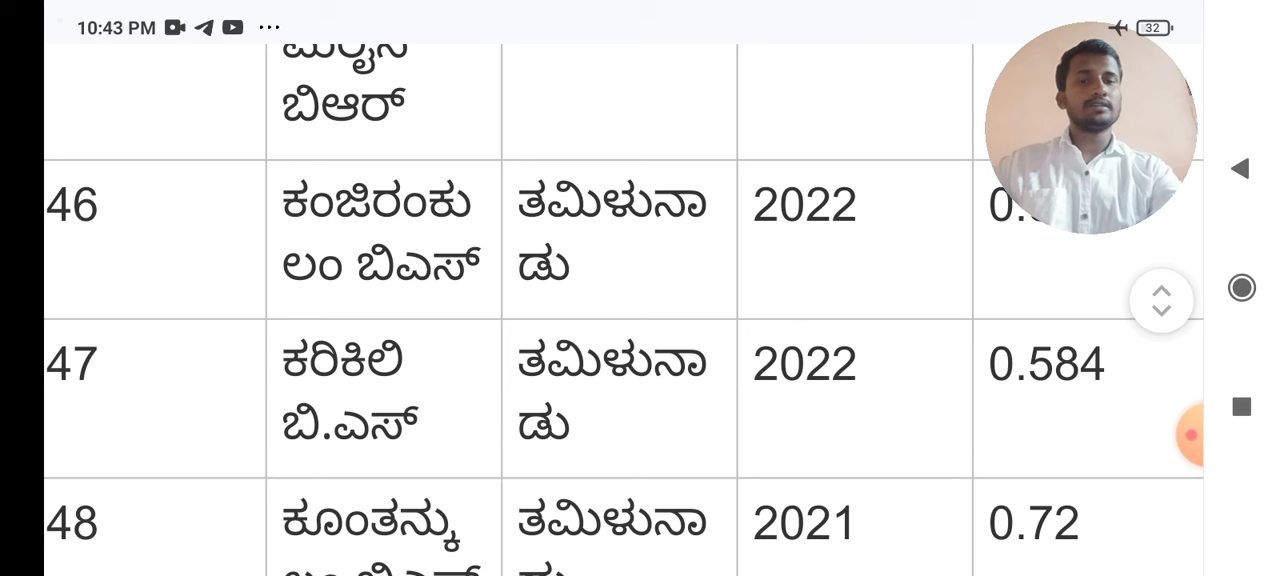 10:43 PM
32
ಬಿಆರ್
46 ಕಂಜಿರಂಕು ತಮಿಳುನಾ 2022
ಲಂ ಬಿಎಸ್ ಡು
47 ಕರಿಕಿಲಿ ತಮಿಳುನಾ 2022 0.584
ಬಿ.ಎಸ್ ಡು
48 ಕೂಂತನ್ಕು ತಮಿಳುನಾ 2021 0.72